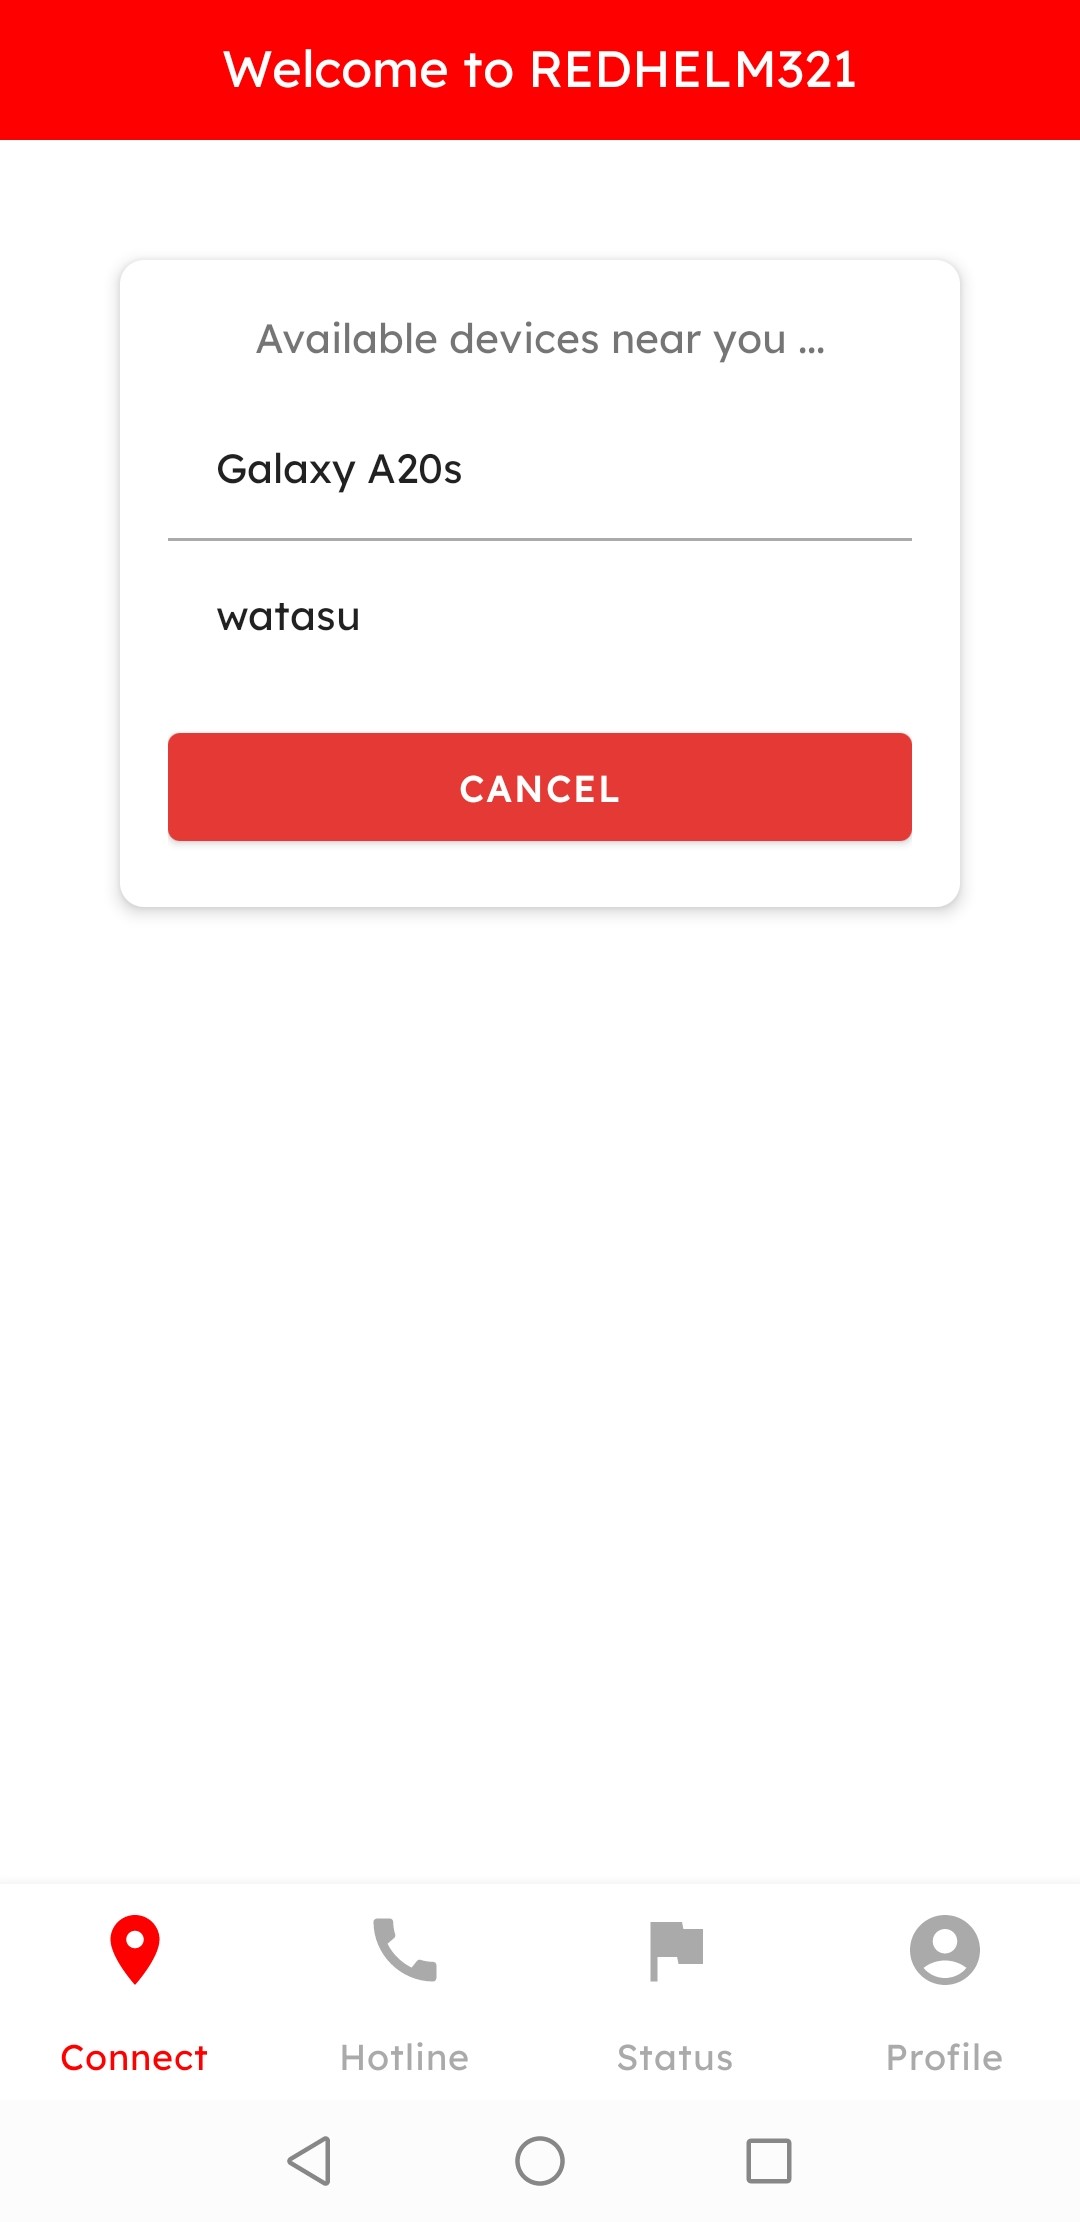 Welcome to REDHELM321
Available devices near you ...
Galaxy A20s
watasu
CANCEL
Connect
Hotline
Status
Profile